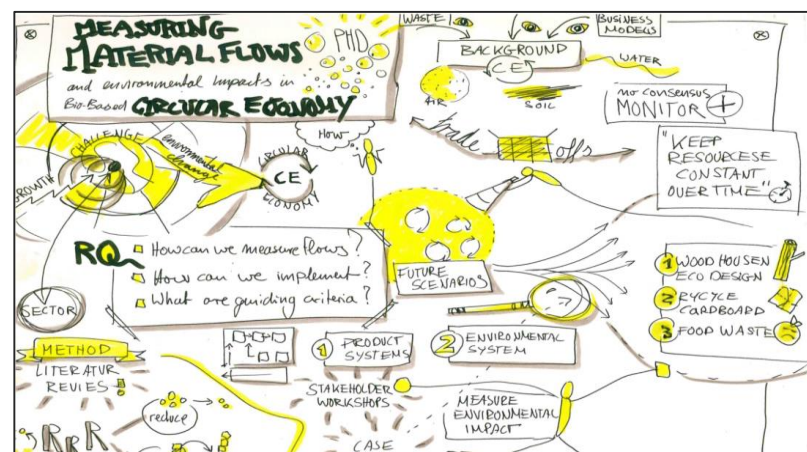 MEASURING
MATERIAL FLOWS
and environmental impacts in
Bio-Based CIRCULAR ECONOMY
PHD
WASTE
BUSINESS
MODELS
BACKGROUND
CE
WATER
AIR
SOIL
no consensus
MONITOR +
trade offs
"KEEP
RESOURCESE
CONSTANT
OVER TIME"
CHALLENGE
environmental
change
GROWTH
How
CIRCULAR
CE
ECONOMY
RQ
How can we measure flows?
How can we implement?
What are guiding criteria?
SECTOR
FUTURE
SCENARIOS
1 WOOD HOUSEN
ECO DESIGN
2 RYCYCLE
CARDBOARD
3 FOOD WASTE
METHOD
LITERATUR
REVIES
reduce
RRR
1 PRODUCT
SYSTEMS
2 ENVIRONMENTAL
SYSTEM
STAKEHOLDER
WORKSHOPS
CASE
MEASURE
ENVIRONMENTAL
IMPACT